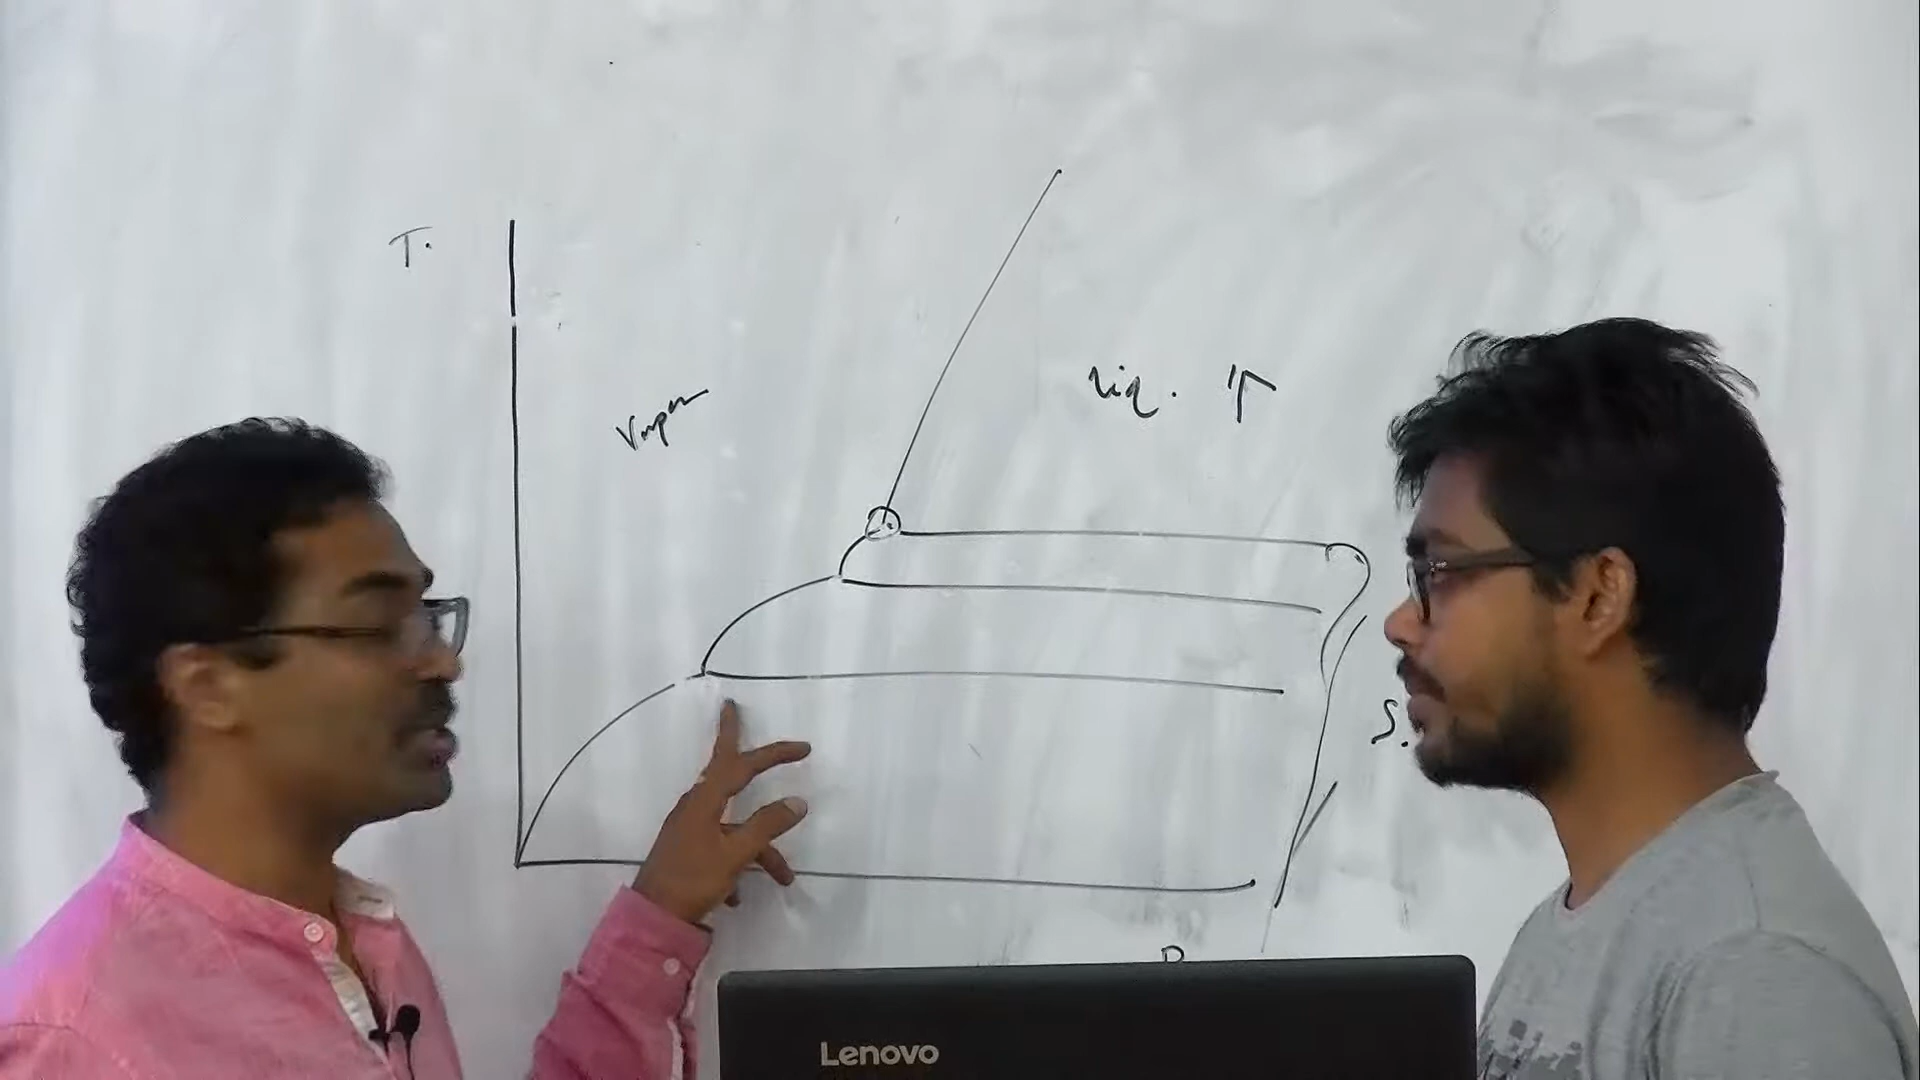 T.
Vapor
Liq.
S.
P
Lenovo